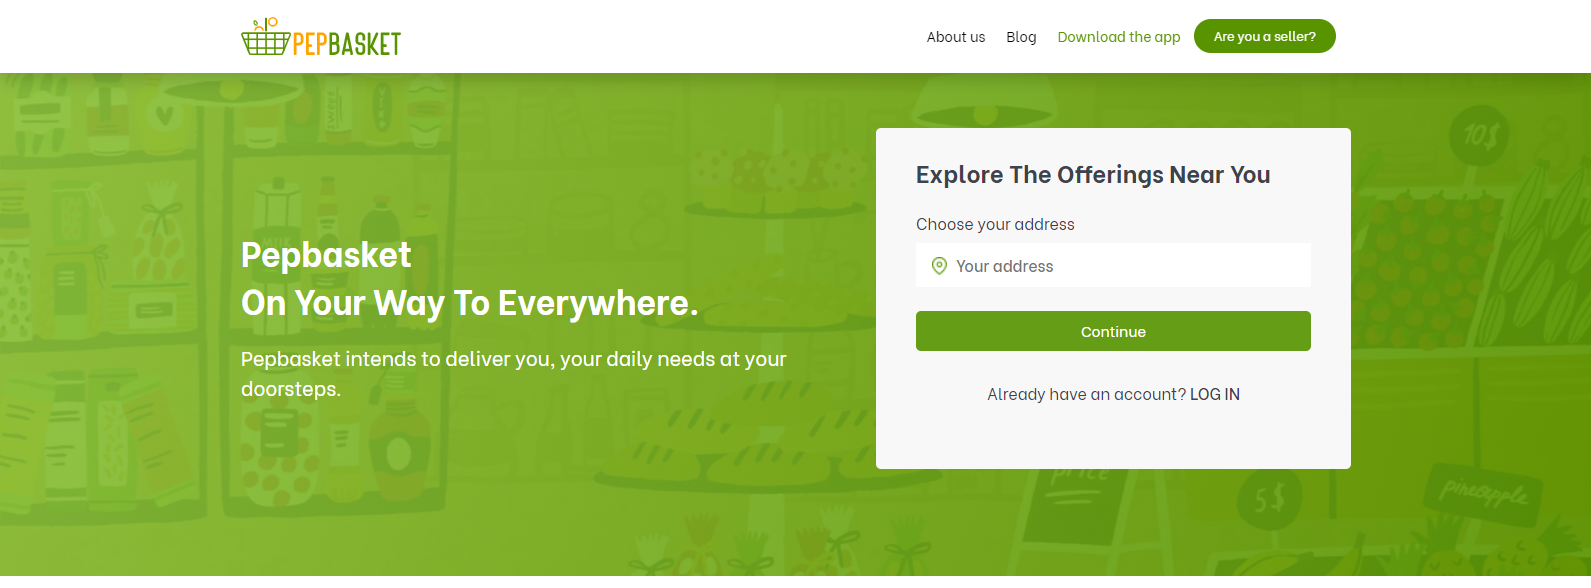 PEPBASKET
About us
Blog
Download the app
Are you a seller?
10$
Explore The Offerings Near You
Choose your address
Your address
Continue
Already have an account? LOG IN
Pepbasket
On Your Way To Everywhere.
Pepbasket intends to deliver you, your daily needs at your
doorsteps.
price
5$
pineapple